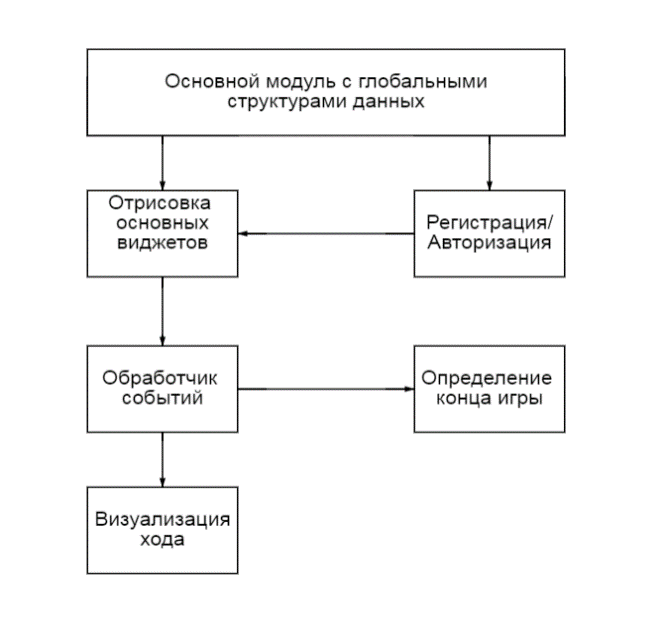 Основной модуль с глобальными
структурами данных
Отрисовка
основных
виджетов
Регистрация/
Авторизация
Обработчик
событий
Определение
конца игры
Визуализация
хода